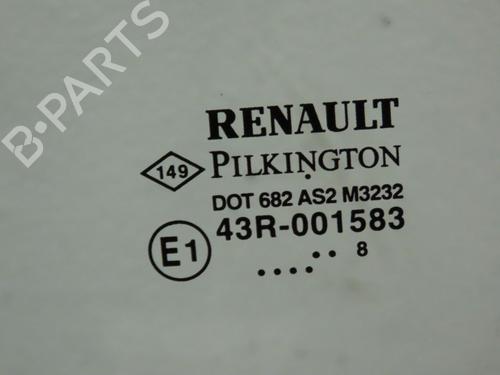 B-PARTS
RENAULT
149 PILKINGTON
DOT 682 AS2 M3232
E1 43R-001583
.... .. 8